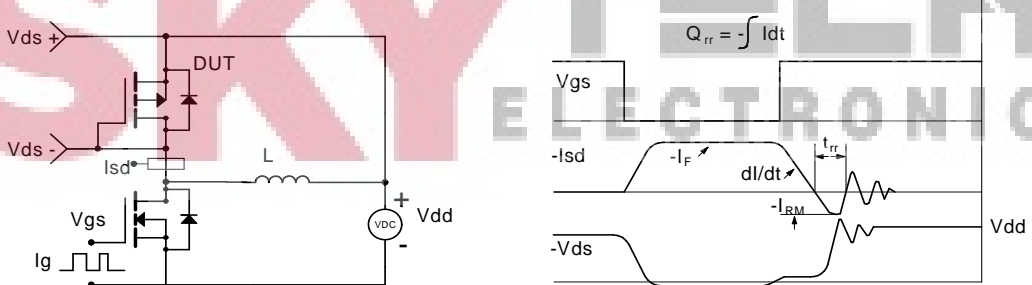 SKY TECH
ELECTRONIC
Vds +
DUT
Vds -
Isd
L
Vgs
Ig
+
VDC
-
Vdd
Q rr = -∫ Idt
Vgs
-Isd
-I F
dI/dt
t rr
-I RM
Vdd
-Vds